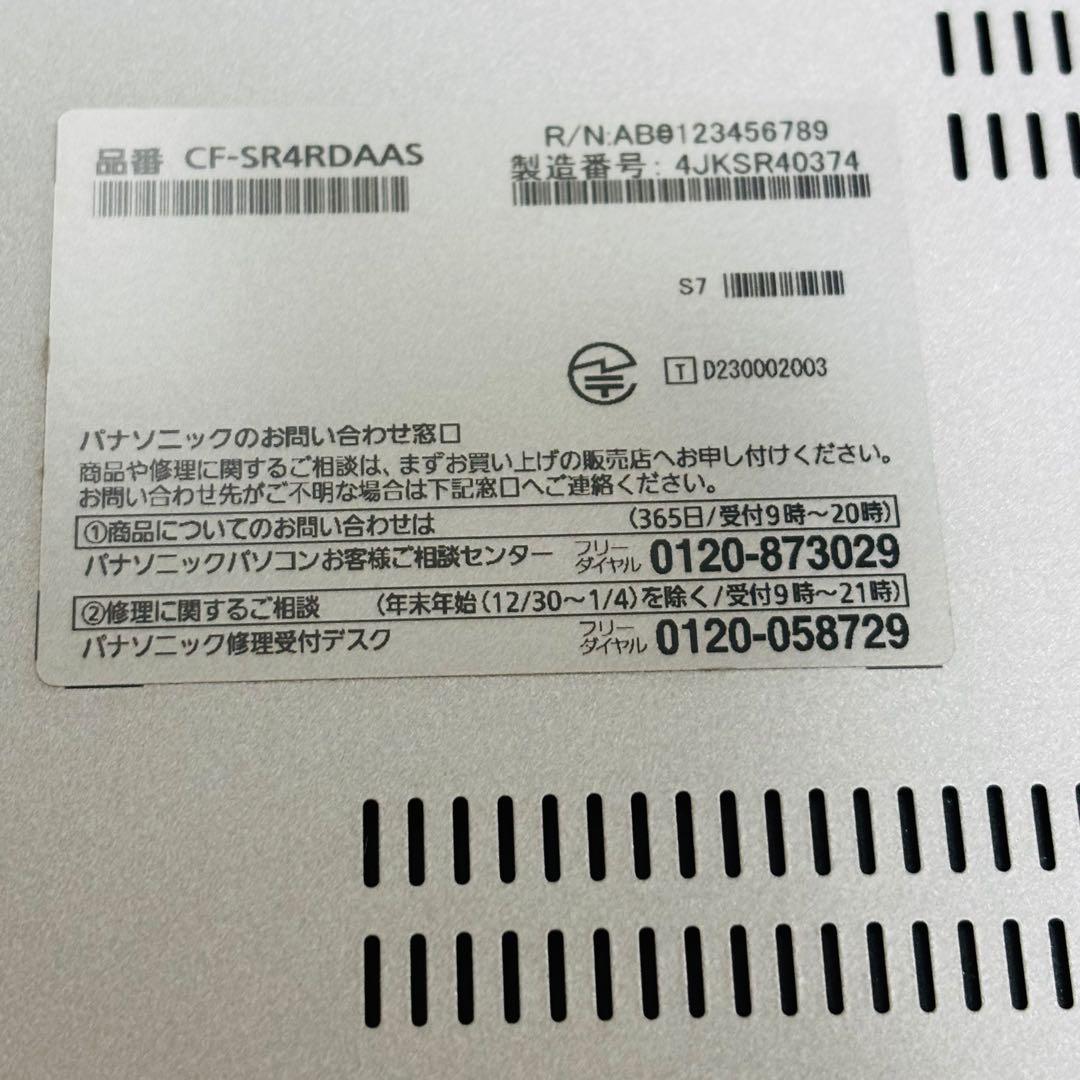 品番 CF-SR4RDAAS
R/N:AB0123456789
製造番号: 4JKSR40374
S7
T D230002003
パナソニックのお問い合わせ窓口
商品や修理に関するご相談は、まずお買い上げの販売店へお申し付けください。
お問い合わせ先がご不明な場合は下記窓口へご連絡ください。
①商品についてのお問い合わせは (365日/受付9時～20時)
パナソニックパソコンお客様ご相談センター フリーダイヤル 0120-873029
②修理に関するご相談 (年末年始(12/30～1/4)を除く/受付9時～21時)
パナソニック修理受付デスク フリーダイヤル 0120-058729